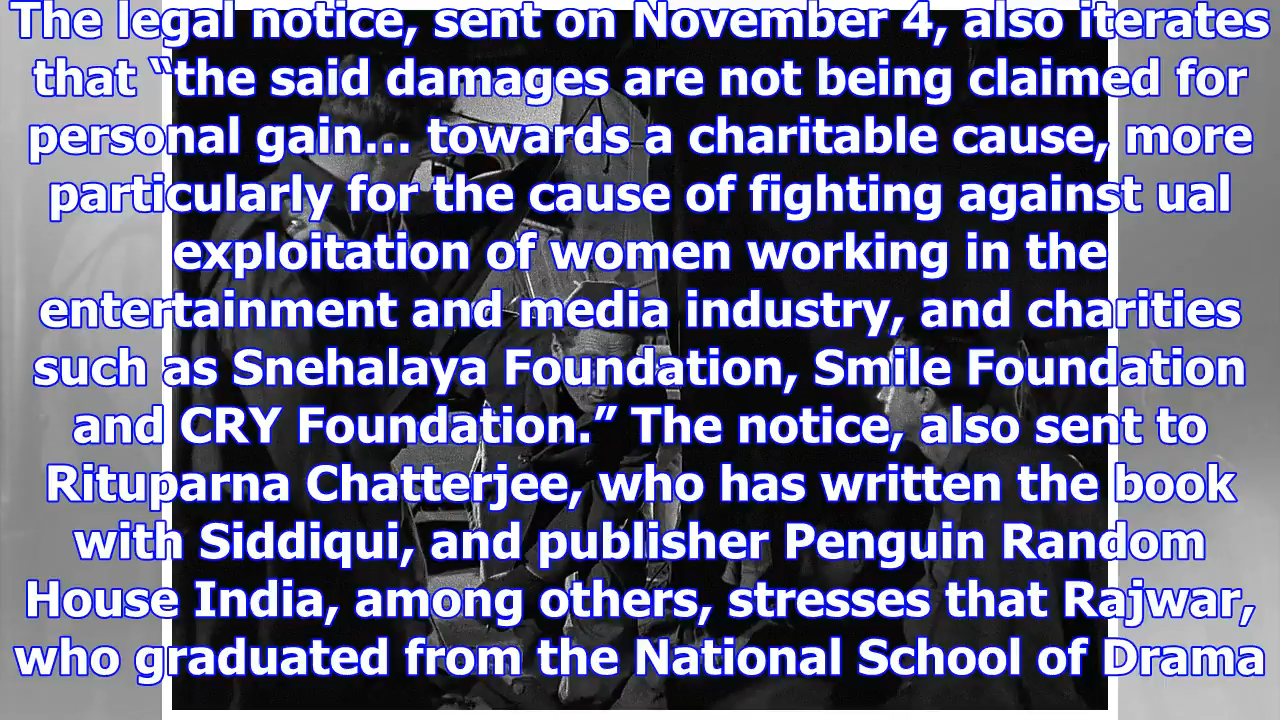 The legal notice, sent on November 4, also iterates
that “the said damages are not being claimed for
personal gain... towards a charitable cause, more
particularly for the cause of fighting against ual
exploitation of women working in the
entertainment and media industry, and charities
such as Snehalaya Foundation, Smile Foundation
and CRY Foundation.” The notice, also sent to
Rituparna Chatterjee, who has written the book
with Siddiqui, and publisher Penguin Random
House India, among others, stresses that Rajwar,
who graduated from the National School of Drama